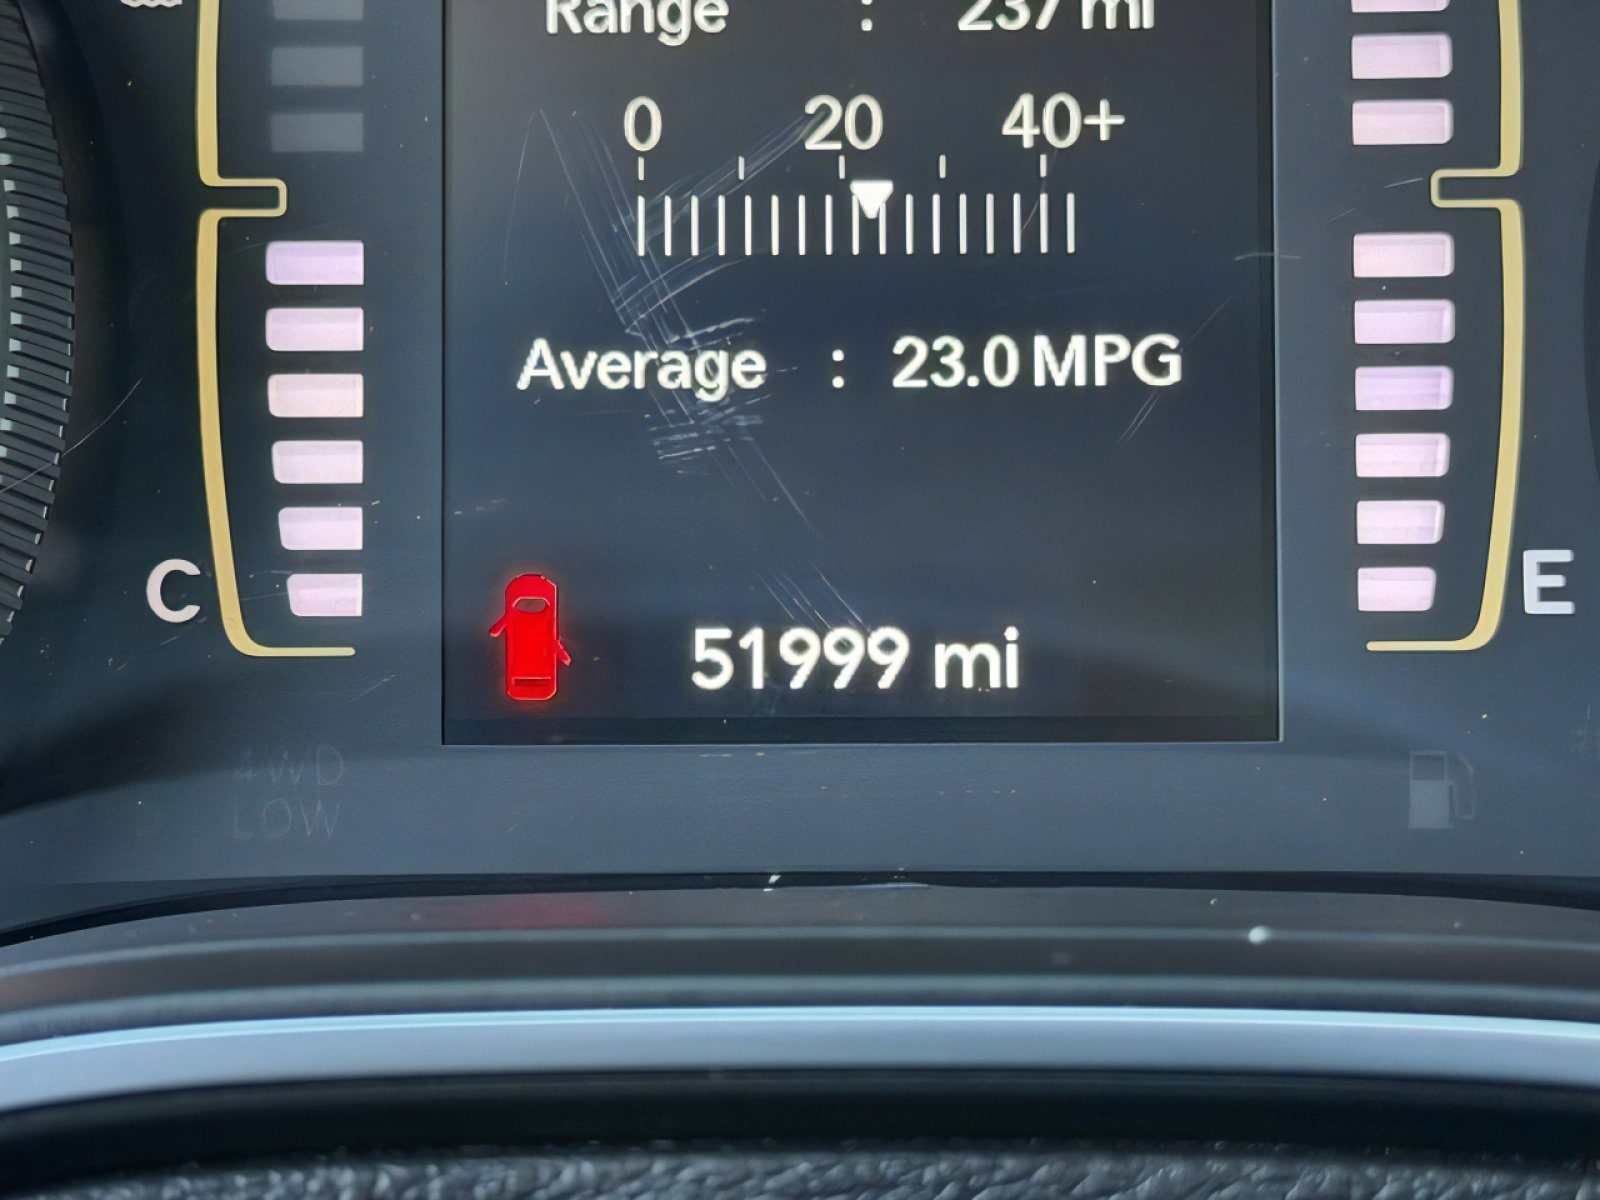 Range : 237 mi
0 20 40+
Average : 23.0 MPG
C
E
51999 mi
4WD
LOW